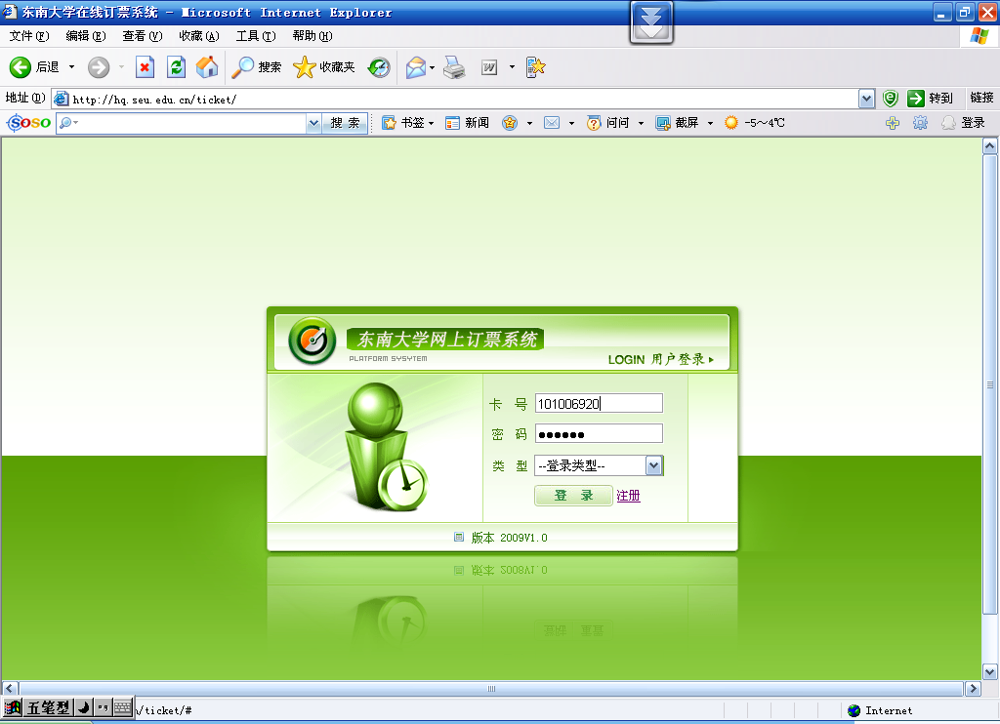 东南大学在线订票系统 - Microsoft Internet Explorer
文件(F) 编辑(E) 查看(V) 收藏(A) 工具(T) 帮助(H)
后退 搜索 收藏夹
地址(D) http://hq.seu.edu.cn/ticket/ 转到 链接
SOSO 搜 索 书签 新闻 问问 截屏 -5～4℃ 登录
东南大学网上订票系统
PLATFORM SYSYTEM
LOGIN 用户登录
卡 号 101006920
密 码 ●●●●●●
类 型 --登录类型--
登 录 注册
版本 2009V1.0
版本 2008V1.0
五笔型 n/ticket/# Internet